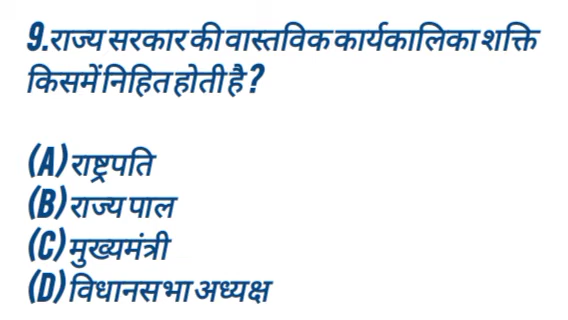 9.राज्य सरकार की वास्तविक कार्यकालिका शक्ति
किसमें निहित होती है ?
(A) राष्ट्रपति
(B) राज्य पाल
(C) मुख्यमंत्री
(D) विधानसभा अध्यक्ष